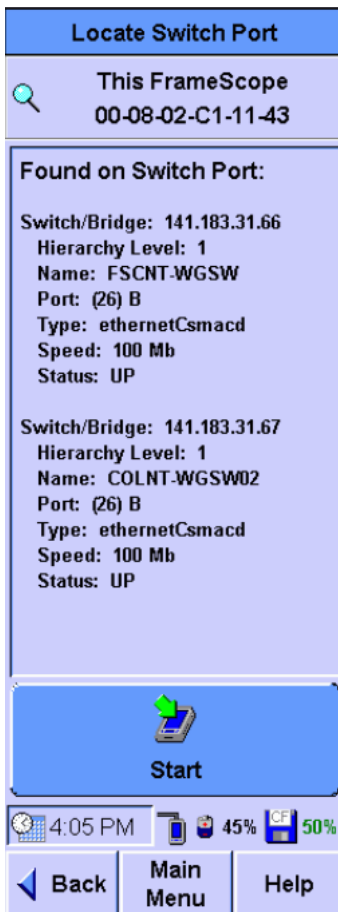 Locate Switch Port
This FrameScope
00-08-02-C1-11-43
Found on Switch Port:
Switch/Bridge: 141.183.31.66
Hierarchy Level: 1
Name: FSCNT-WGSW
Port: (26) B
Type: ethernetCsmacd
Speed: 100 Mb
Status: UP
Switch/Bridge: 141.183.31.67
Hierarchy Level: 1
Name: COLNT-WGSW02
Port: (26) B
Type: ethernetCsmacd
Speed: 100 Mb
Status: UP
Start
4:05 PM 45% CF 50%
Back
Main
Menu
Help